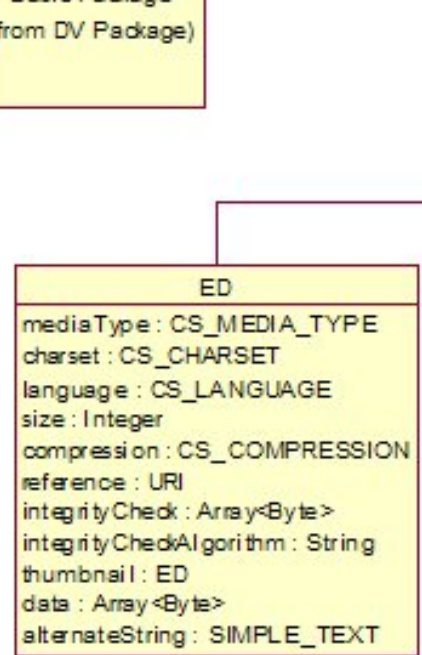 from DV Package)
ED
mediaType : CS_MEDIA_TYPE
charset : CS_CHARSET
language : CS_LANGUAGE
size : Integer
compression : CS_COMPRESSION
reference : URI
integrityCheck : Array<Byte>
integrityCheckAlgorithm : String
thumbnail : ED
data : Array<Byte>
alternateString : SIMPLE_TEXT